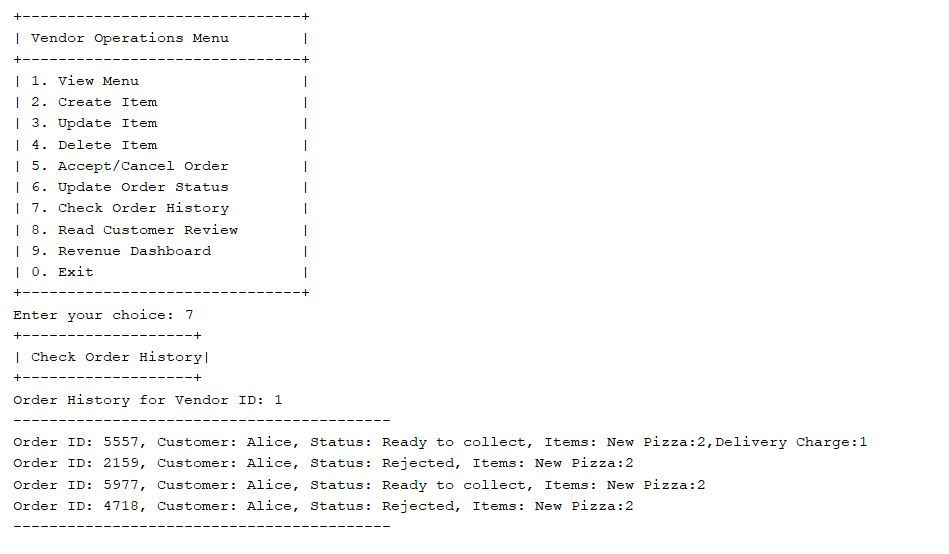 +-------------------------------+
| Vendor Operations Menu        |
+-------------------------------+
| 1. View Menu                  |
| 2. Create Item                |
| 3. Update Item                |
| 4. Delete Item                |
| 5. Accept/Cancel Order        |
| 6. Update Order Status        |
| 7. Check Order History        |
| 8. Read Customer Review       |
| 9. Revenue Dashboard          |
| 0. Exit                       |
+-------------------------------+
Enter your choice: 7
+-------------------+
| Check Order History|
+-------------------+
Order History for Vendor ID: 1
------------------------------------------
Order ID: 5557, Customer: Alice, Status: Ready to collect, Items: New Pizza:2,Delivery Charge:1
Order ID: 2159, Customer: Alice, Status: Rejected, Items: New Pizza:2
Order ID: 5977, Customer: Alice, Status: Ready to collect, Items: New Pizza:2
Order ID: 4718, Customer: Alice, Status: Rejected, Items: New Pizza:2
------------------------------------------